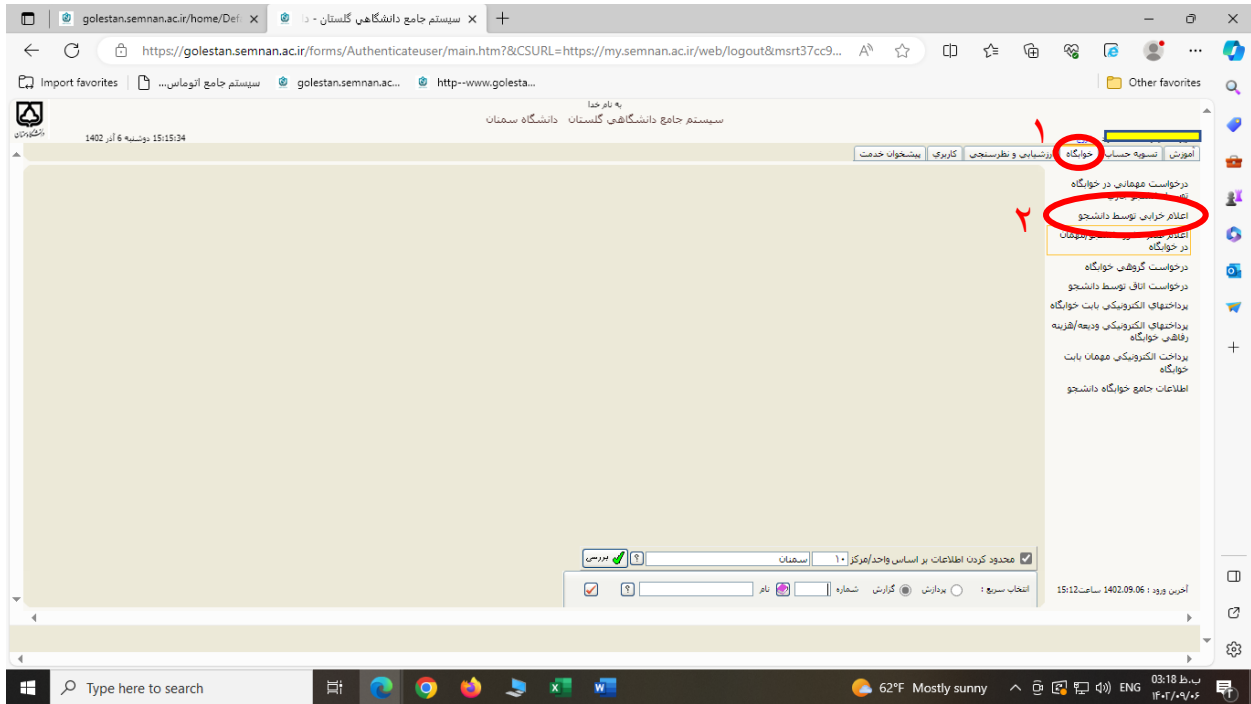 golestan.semnan.ac.ir/home/Def
سیستم جامع دانشگاهی گلستان - دا
https://golestan.semnan.ac.ir/forms/Authenticateuser/main.htm?&CSURL=https://my.semnan.ac.ir/web/logout&msrt37cc9...
Import favorites
سیستم جامع اتوماس...
golestan.semnan.ac...
http--www.golesta...
Other favorites
به نام خدا
سیستم جامع دانشگاهی گلستان دانشگاه سمنان
15:15:34 دوشنبه 6 آذر 1402
۱
آموزش تسویه حساب خوابگاه ارزشیابی و نظرسنجی کاربری پیشخوان خدمت
درخواست مهمانی در خوابگاه
۲
اعلام خرابی توسط دانشجو
در خوابگاه
درخواست گروهی خوابگاه
درخواست اتاق توسط دانشجو
پرداختهای الکترونیکی بابت خوابگاه
پرداختهای الکترونیکی ودیعه/هزینه
رفاهی خوابگاه
پرداخت الکترونیکی مهمان بابت
خوابگاه
اطلاعات جامع خوابگاه دانشجو
محدود کردن اطلاعات بر اساس واحد/مرکز ۱۰ سمنان ؟ بررسی
انتخاب سریع : پردازش گزارش شماره نام ؟
آخرین ورود : 1402.09.06 ساعت15:12
Type here to search
62°F Mostly sunny
ENG
03:18 ب.ظ
۱۴۰۲/۰۹/۰۶